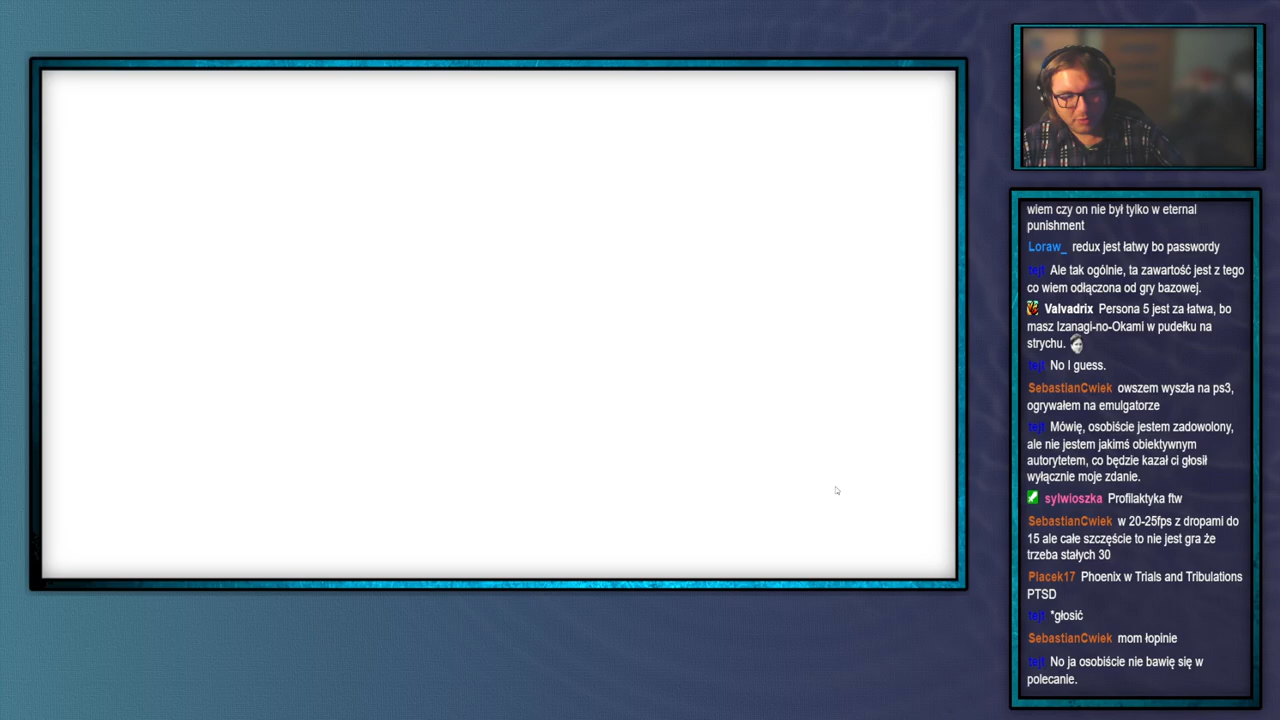 wiem czy on nie był tylko w eternal
punishment
Loraw_ redux jest łatwy bo passwordy
tejt Ale tak ogólnie, ta zawartość jest z tego
co wiem odłączona od gry bazowej.
Valvadrix Persona 5 jest za łatwa, bo
masz Izanagi-no-Okami w pudełku na
strychu.
tejt No I guess.
SebastianCwiek owszem wyszła na ps3,
ogrywałem na emulgatorze
tejt Mówię, osobiście jestem zadowolony,
ale nie jestem jakimś obiektywnym
autorytetem, co będzie kazał ci głosił
wyłącznie moje zdanie.
sylwioszka Profilaktyka ftw
SebastianCwiek w 20-25fps z dropami do
15 ale całe szczęście to nie jest gra że
trzeba stałych 30
Placek17 Phoenix w Trials and Tribulations
PTSD
tejt *głosić
SebastianCwiek mom łopinie
tejt No ja osobiście nie bawię się w
polecanie.